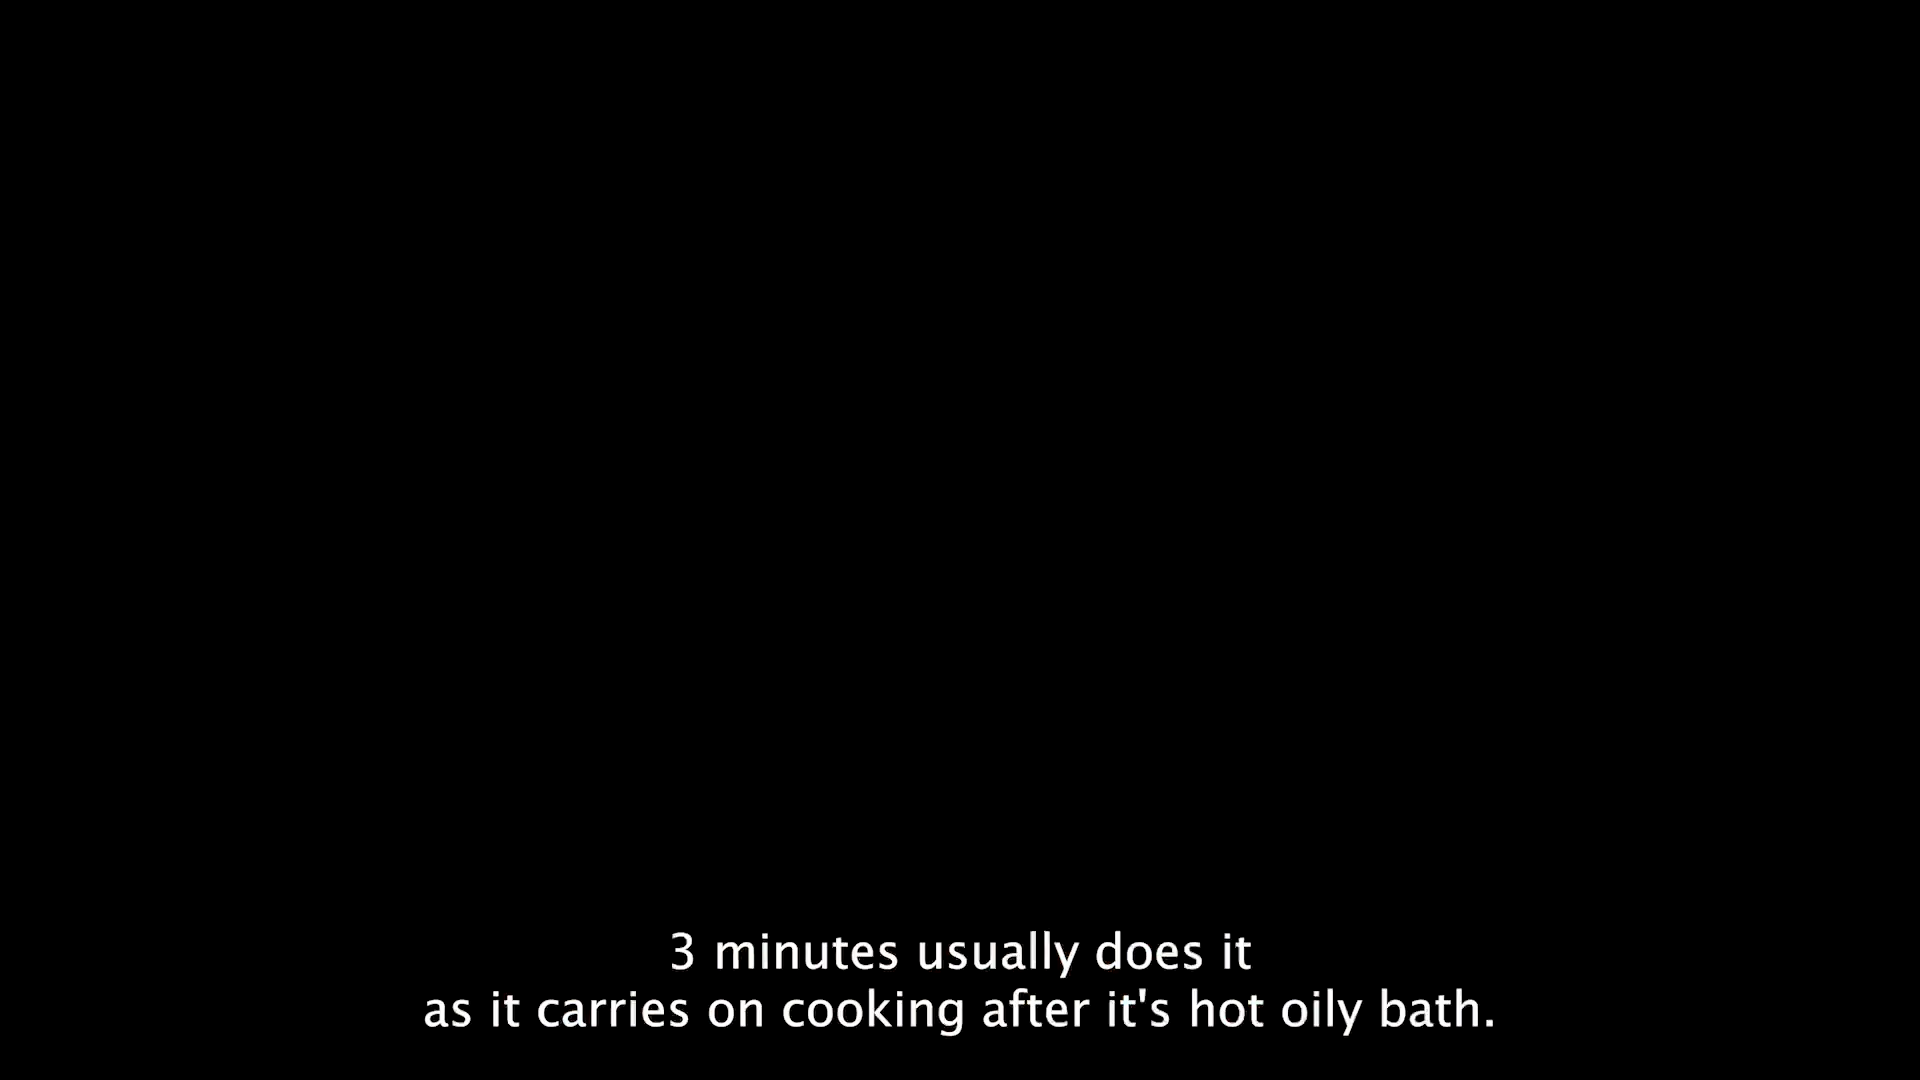 3 minutes usually does it
as it carries on cooking after it's hot oily bath.